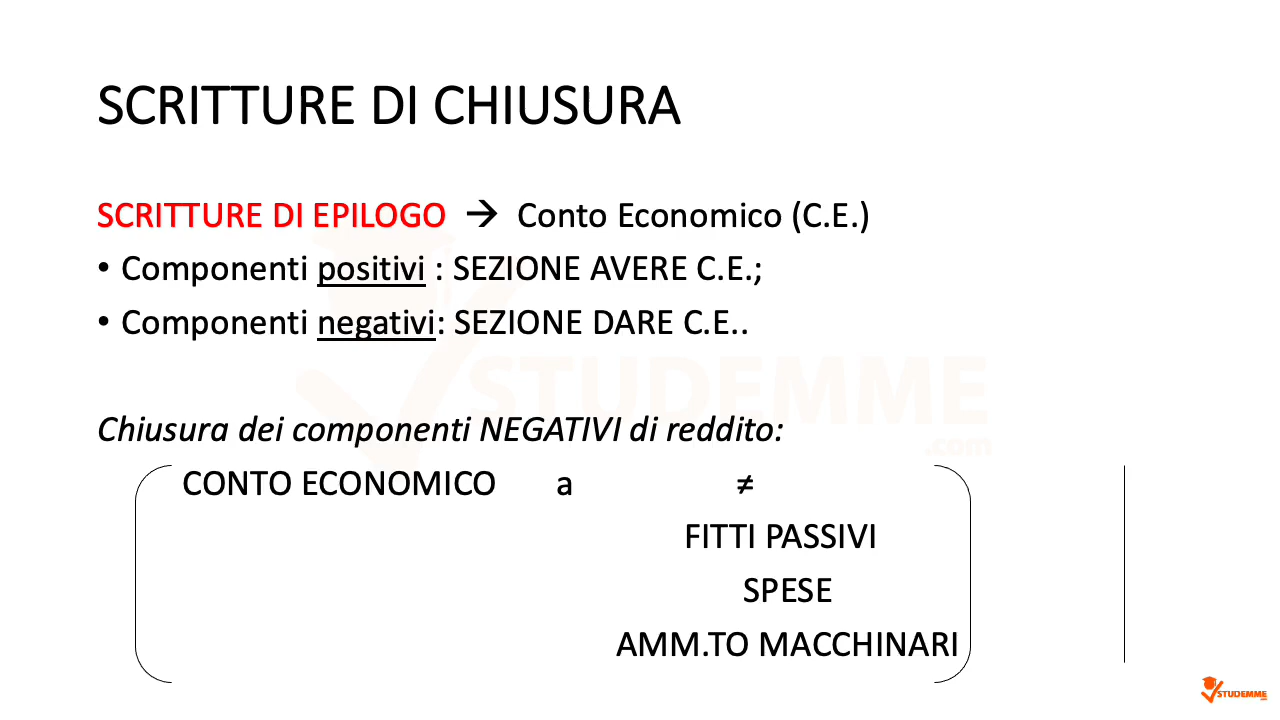 SCRITTURE DI CHIUSURA
SCRITTURE DI EPILOGO → Conto Economico (C.E.)
• Componenti positivi : SEZIONE AVERE C.E.;
• Componenti negativi: SEZIONE DARE C.E..
STUDEMME
.com
Chiusura dei componenti NEGATIVI di reddito:
CONTO ECONOMICO a ≠
FITTI PASSIVI
SPESE
AMM.TO MACCHINARI
STUDEMME